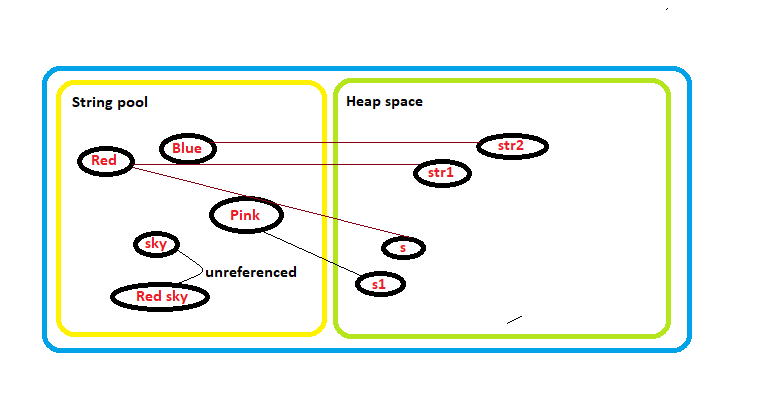 String pool
Heap space
Blue
str2
Red
str1
Pink
sky
s
unreferenced
s1
Red sky